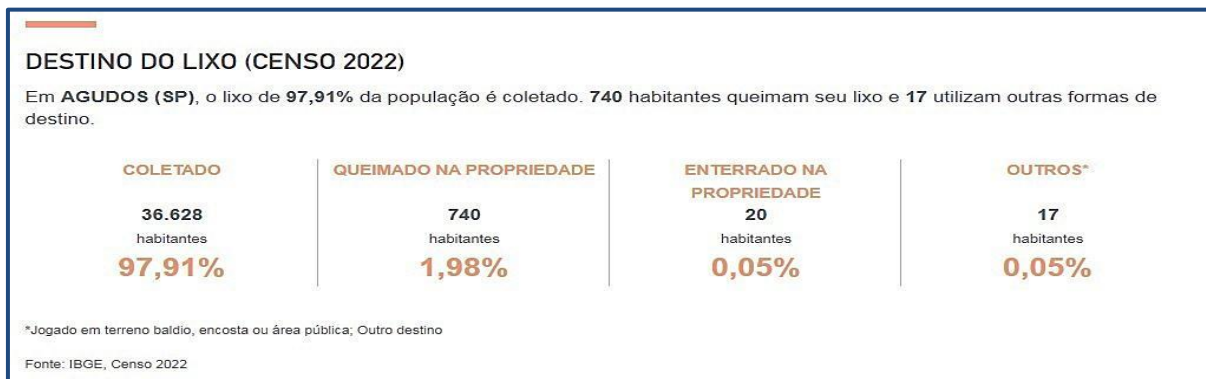 DESTINO DO LIXO (CENSO 2022)
Em AGUDOS (SP), o lixo de 97,91% da população é coletado. 740 habitantes queimam seu lixo e 17 utilizam outras formas de
destino.
COLETADO
36.628
habitantes
97,91%
QUEIMADO NA PROPRIEDADE
740
habitantes
1,98%
ENTERRADO NA
PROPRIEDADE
20
habitantes
0,05%
OUTROS*
17
habitantes
0,05%
*Jogado em terreno baldio, encosta ou área pública; Outro destino
Fonte: IBGE, Censo 2022